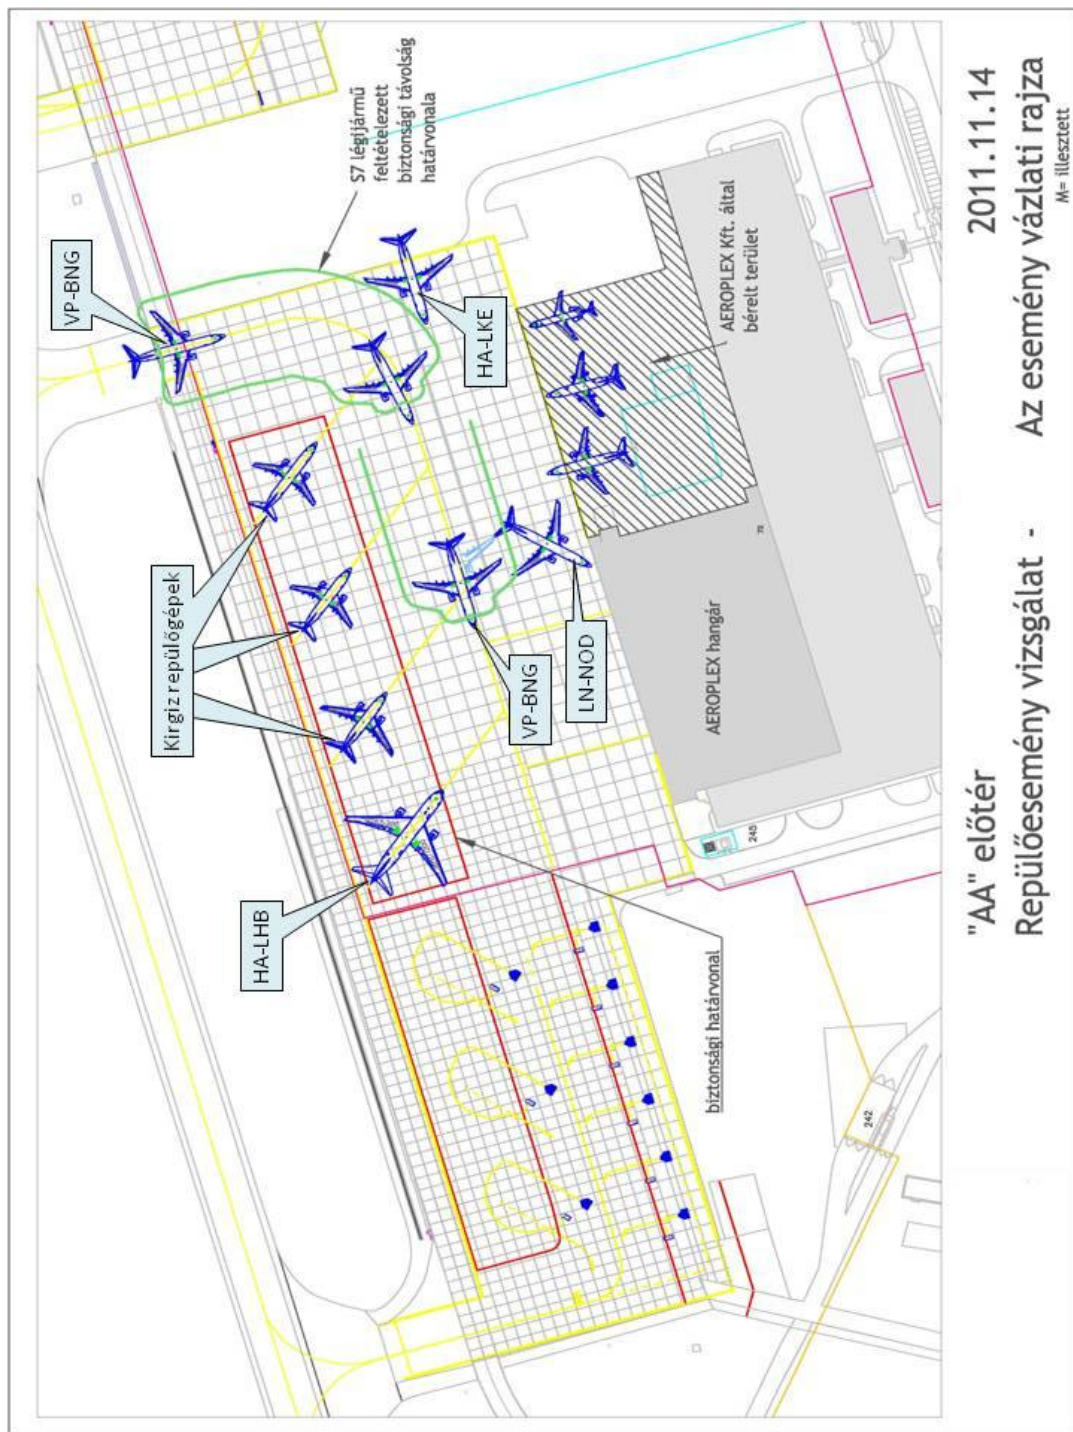 VP-BNG
S7 légijármű
feltételezett
biztonsági távolság
határvonala
HA-LKE
Kirgiz repülőgépek
AEROPLEX Kft. által
bérelt terület
VP-BNG
LN-NOD
HA-LHB
AEROPLEX hangár
72
245
biztonsági határvonal
242
"AA" előtér 2011.11.14
Repülőesemény vizsgálat - Az esemény vázlati rajza
M= illesztett